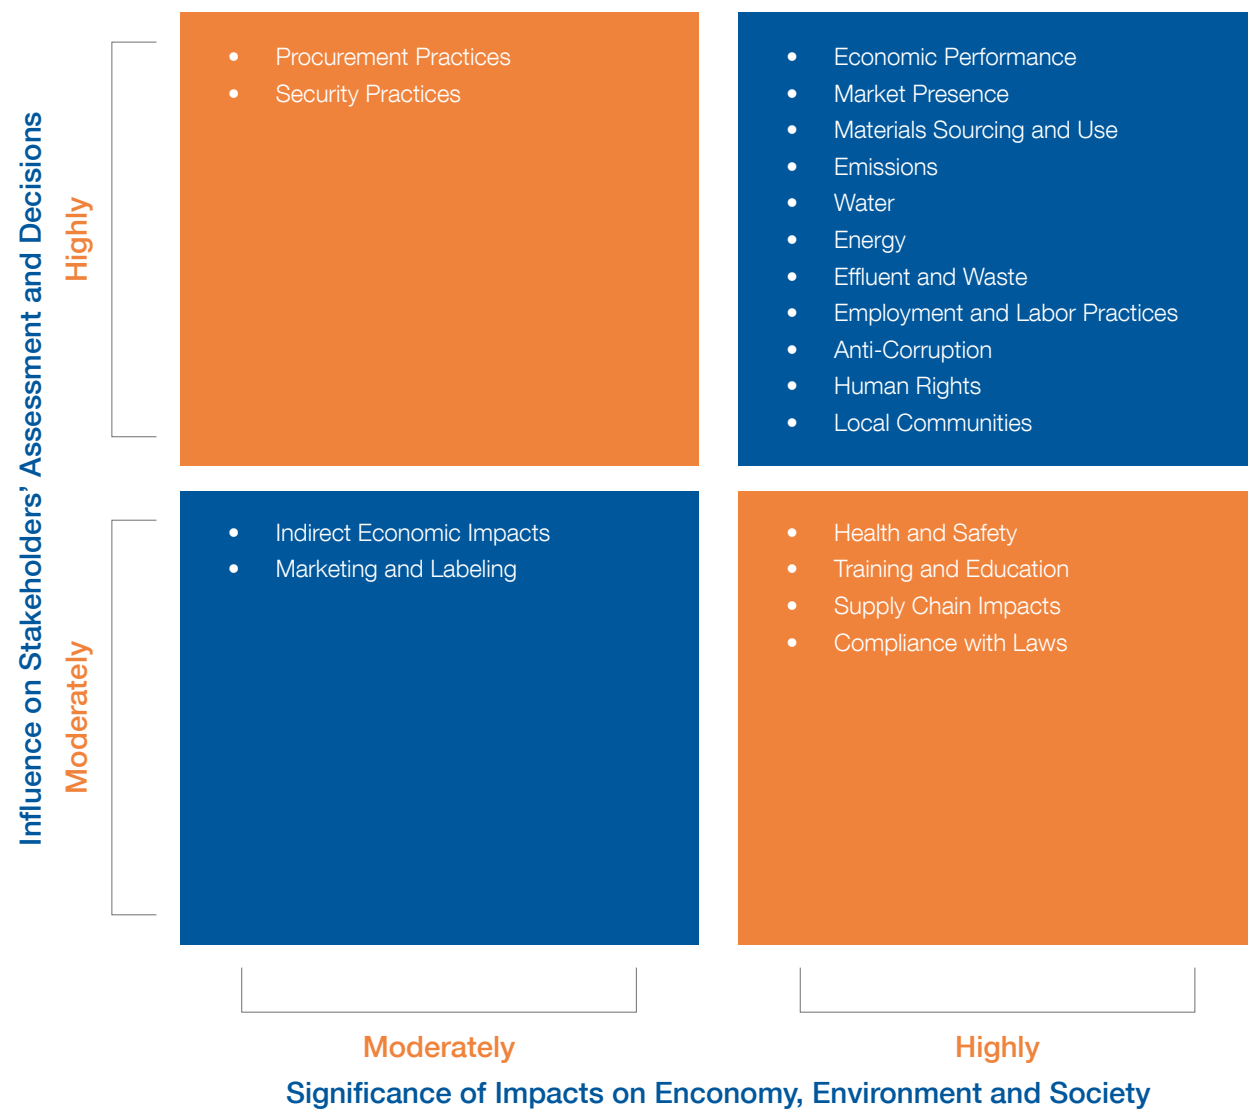 Influence on Stakeholders’ Assessment and Decisions
Highly
• Procurement Practices
• Security Practices
• Economic Performance
• Market Presence
• Materials Sourcing and Use
• Emissions
• Water
• Energy
• Effluent and Waste
• Employment and Labor Practices
• Anti-Corruption
• Human Rights
• Local Communities
Moderately
• Indirect Economic Impacts
• Marketing and Labeling
• Health and Safety
• Training and Education
• Supply Chain Impacts
• Compliance with Laws
Moderately
Highly
Significance of Impacts on Enconomy, Environment and Society